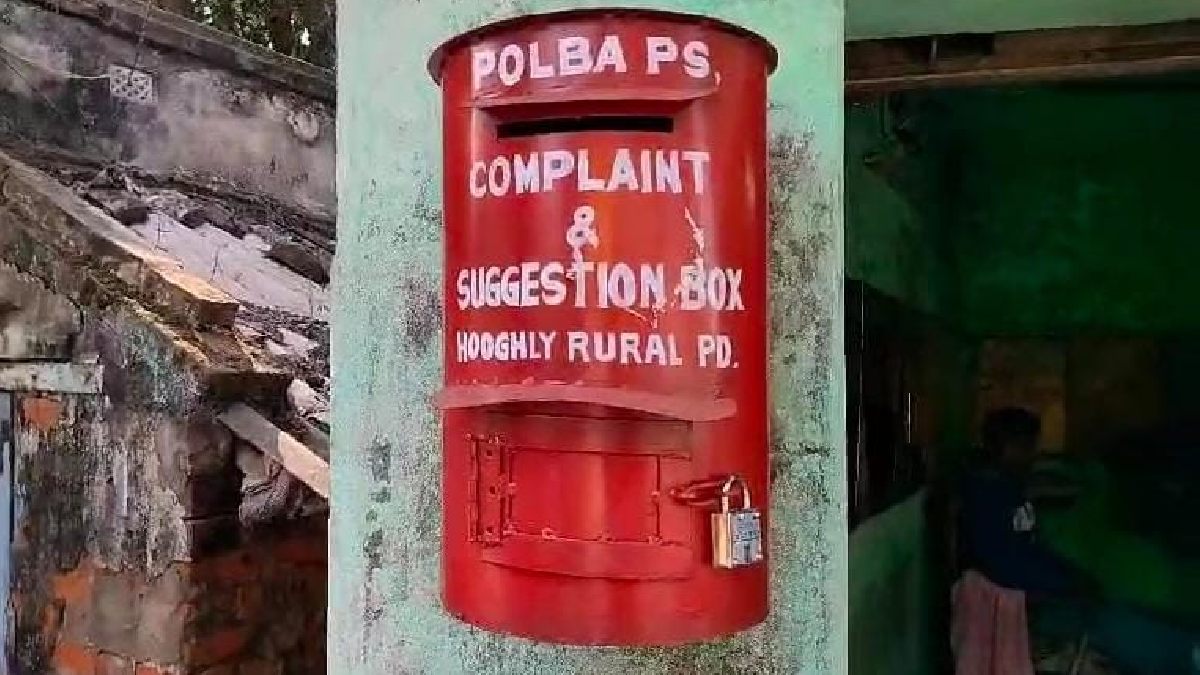 POLBA PS,
COMPLAINT
&
SUGGESTION BOX
HOOGHLY RURAL PD.